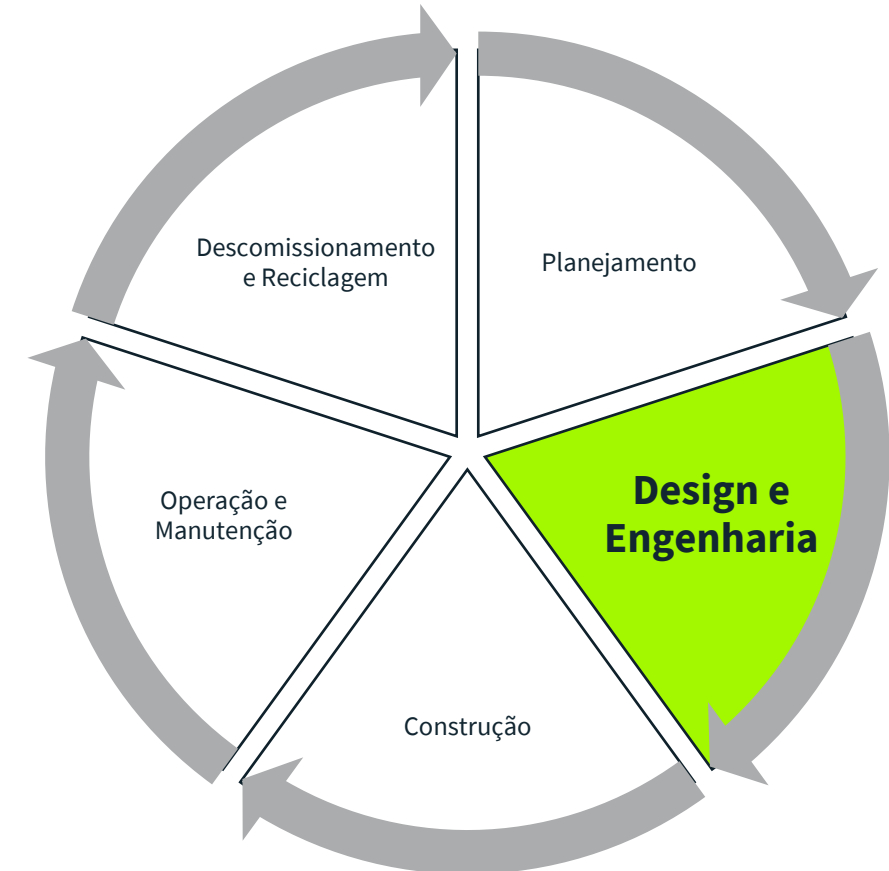 Descomissionamento
e Reciclagem
Planejamento
Design e
Engenharia
Operação e
Manutenção
Construção